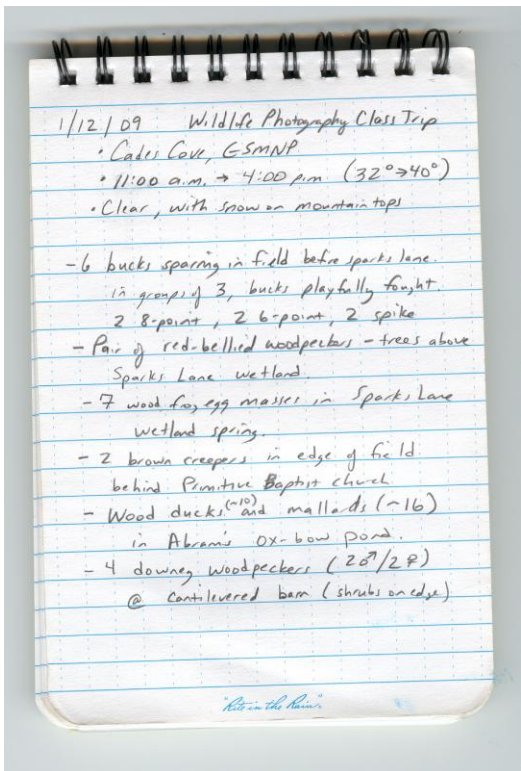 1/12/09 Wildlife Photography Class Trip
• Cades Cove, GSMNP
• 11:00 a.m. → 4:00 p.m. (32°→40°)
• Clear, with snow on mountain tops
- 6 bucks sparring in field before sparks lane.
in groups of 3, bucks playfully fought.
2 8-point, 2 6-point, 2 spike
- Pair of red-bellied woodpeckers - trees above
Sparks Lane wetland.
- 7 wood frog egg masses in Sparks Lane
wetland spring.
- 2 brown creepers in edge of field
behind Primitive Baptist church
- Wood ducks (~10) and mallards (~16)
in Abram's ox-bow pond.
- 4 downey woodpeckers (2♂/2♀)
@ cantilevered barn (shrubs on edge)
"Rite in the Rain".